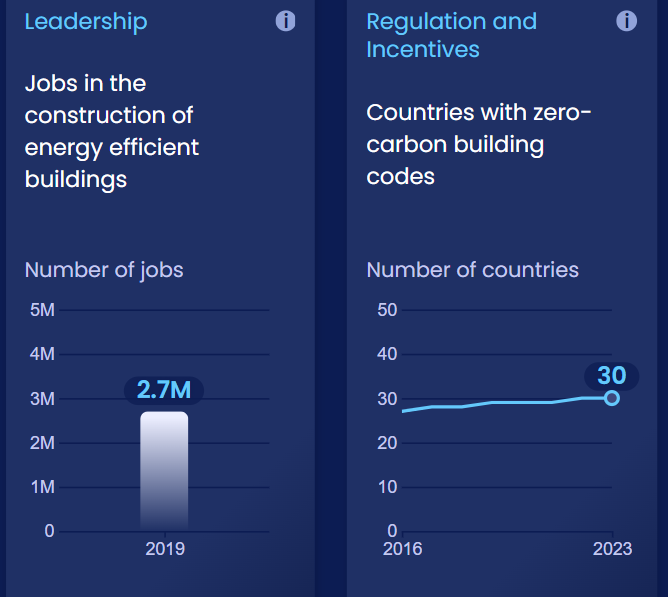 Leadership
Jobs in the
construction of
energy efficient
buildings
Number of jobs
5M
4M
3M
2.7M
2M
1M
0
2019
Regulation and
Incentives
Countries with zero-
carbon building
codes
Number of countries
50
40
30
30
20
10
0
2016
2023